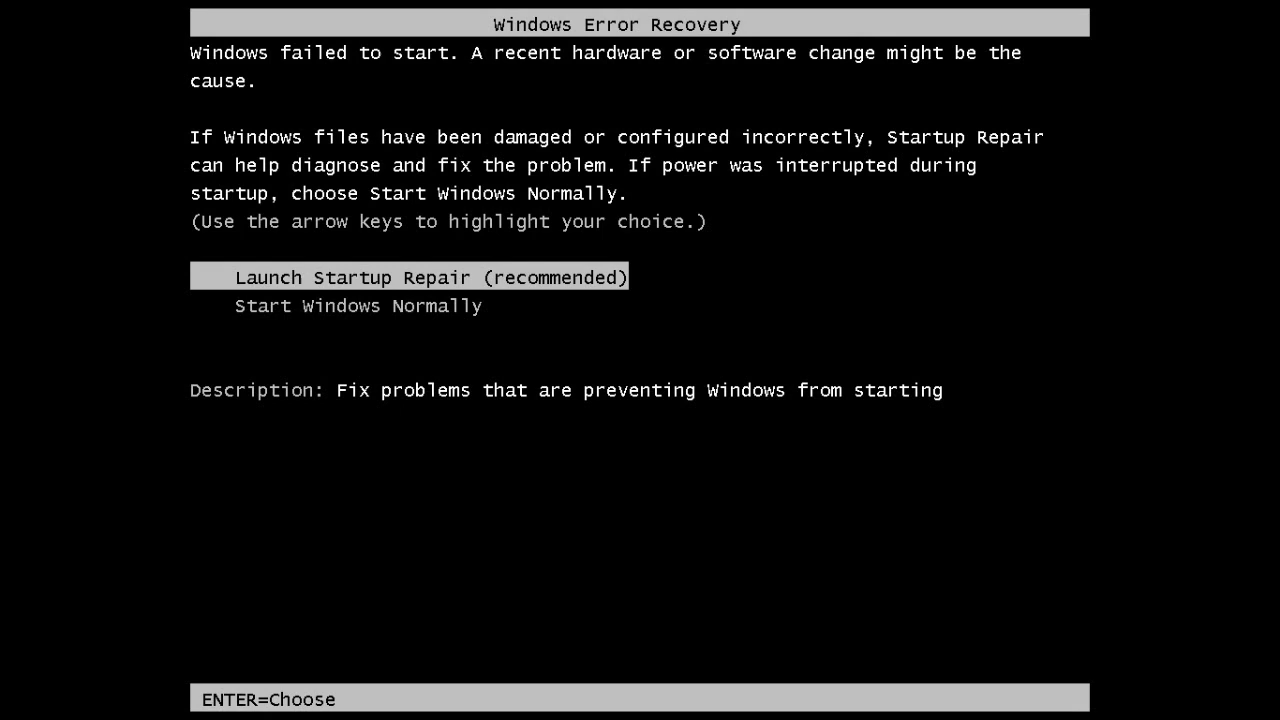 Windows Error Recovery
Windows failed to start. A recent hardware or software change might be the
cause.
If Windows files have been damaged or configured incorrectly, Startup Repair
can help diagnose and fix the problem. If power was interrupted during
startup, choose Start Windows Normally.
(Use the arrow keys to highlight your choice.)
Launch Startup Repair (recommended)
Start Windows Normally
Description: Fix problems that are preventing Windows from starting
ENTER=Choose